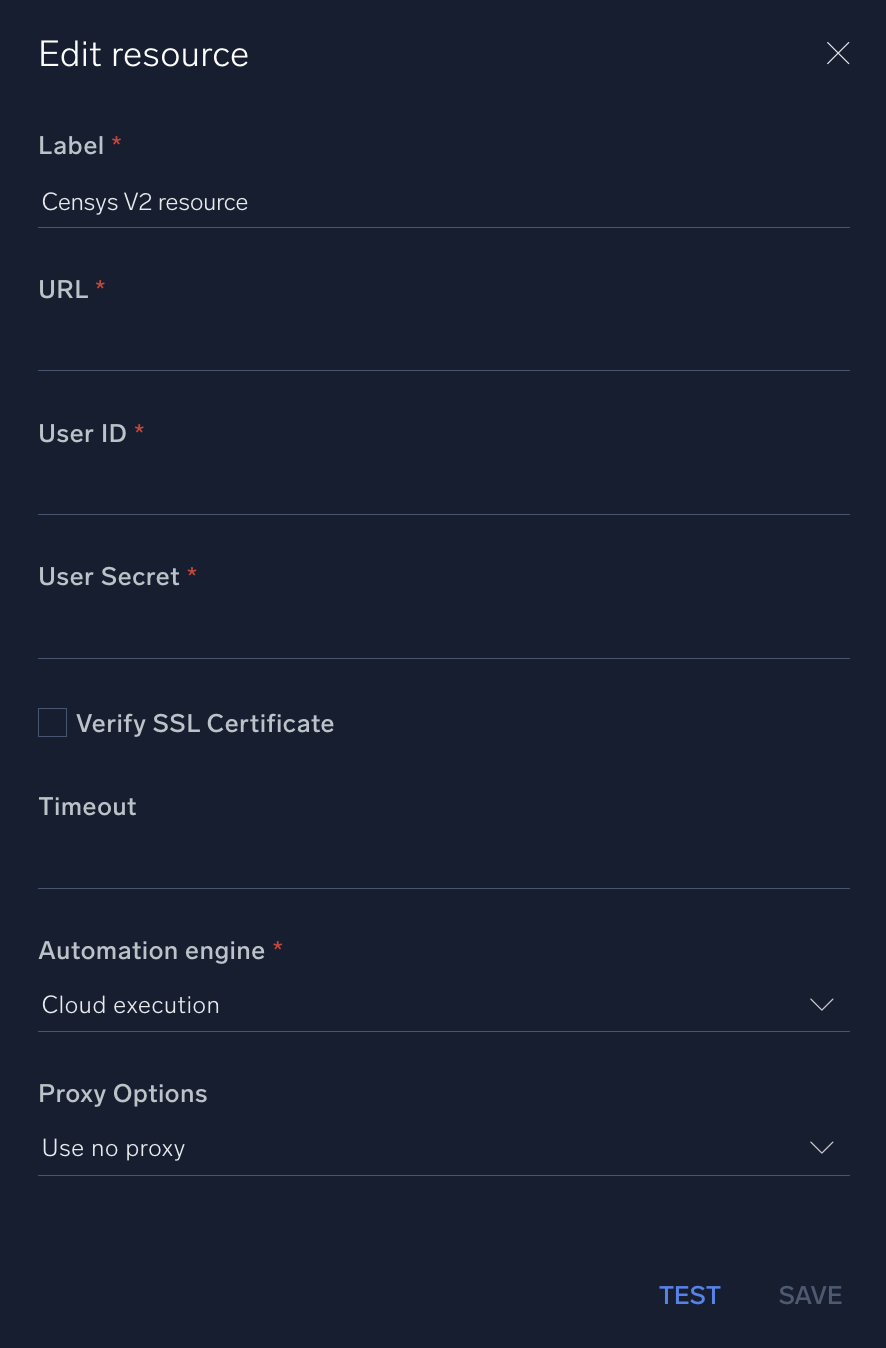 Edit resource
Label *
Censys V2 resource
URL *
User ID *
User Secret *
Verify SSL Certificate
Timeout
Automation engine *
Cloud execution
Proxy Options
Use no proxy
TEST SAVE